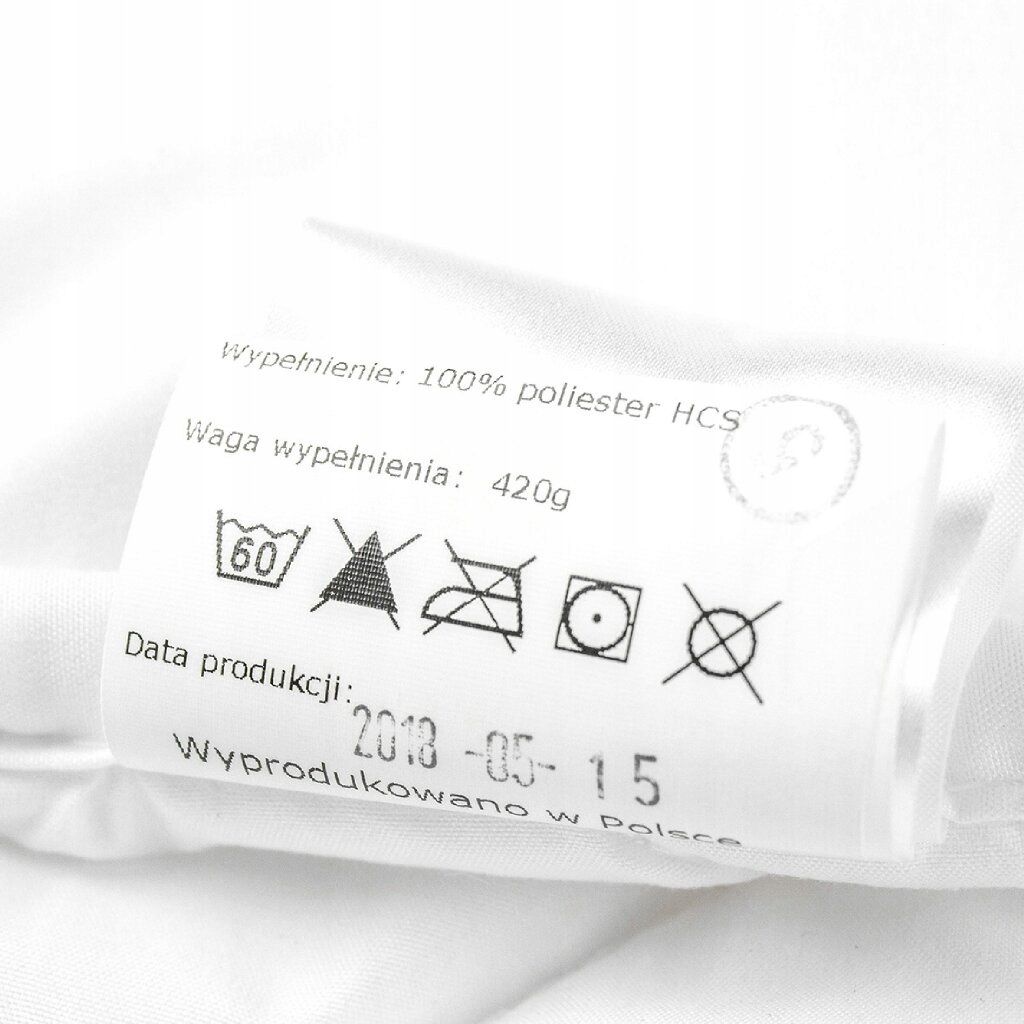 Wypełnienie: 100% poliester HCS
Waga wypełnienia: 420g
60
Data produkcji:
2018 -05- 15
Wyprodukowano w Polsce